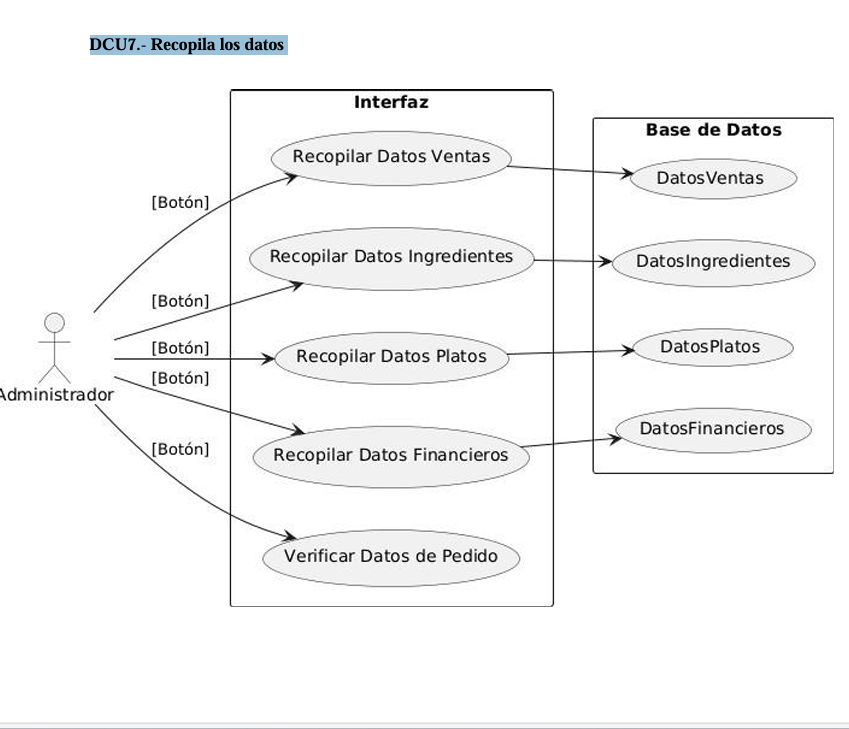 DCU7.- Recopila los datos
Interfaz
Base de Datos
Recopilar Datos Ventas
DatosVentas
[Botón]
Recopilar Datos Ingredientes
DatosIngredientes
[Botón]
Recopilar Datos Platos
DatosPlatos
[Botón]
[Botón]
Administrador
Recopilar Datos Financieros
DatosFinancieros
[Botón]
Verificar Datos de Pedido